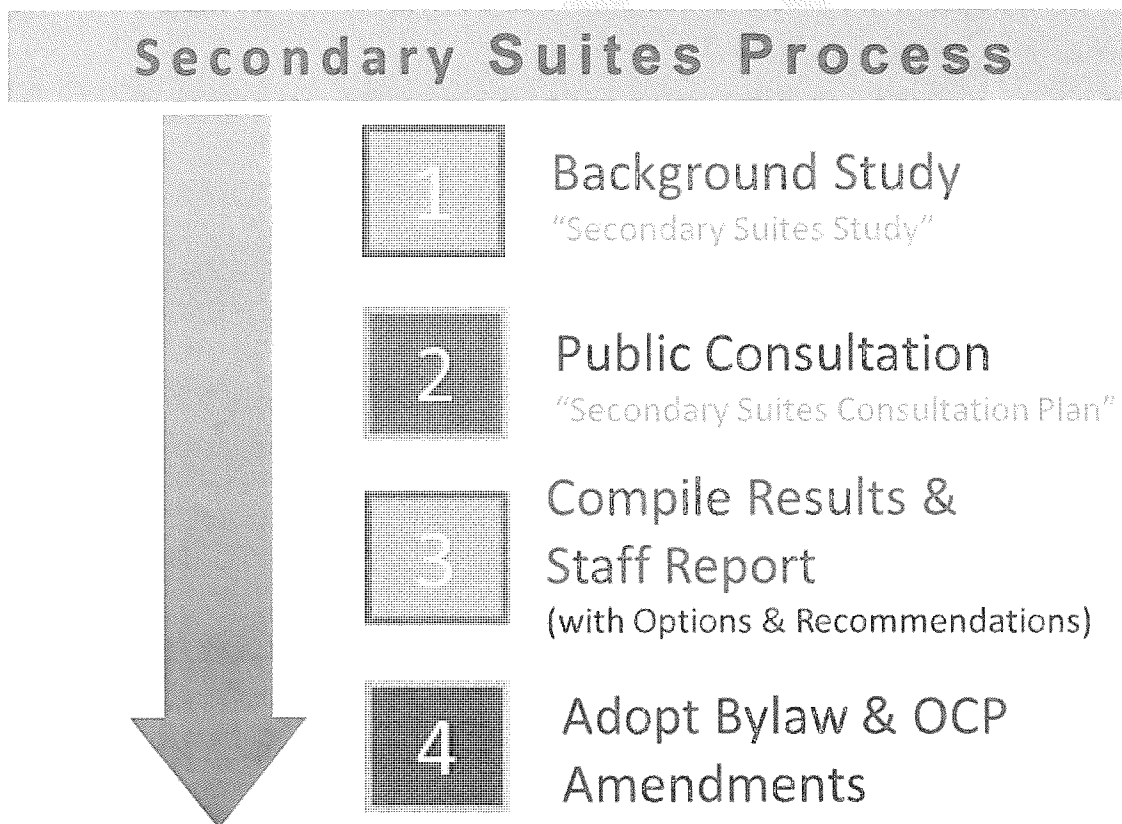 Secondary Suites Process
1
Background Study
"Secondary Suites Study"
2
Public Consultation
"Secondary Suites Consultation Plan"
3
Compile Results &
Staff Report
(with Options & Recommendations)
4
Adopt Bylaw & OCP
Amendments